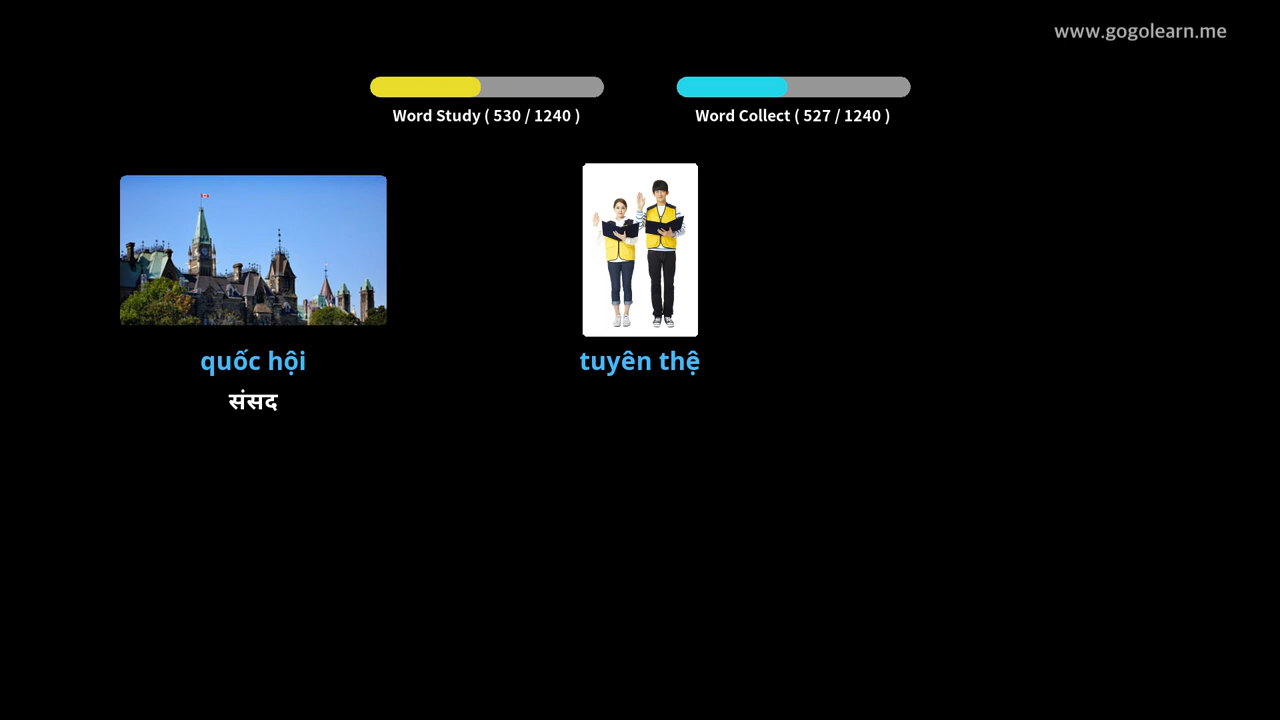 www.gogolearn.me
Word Study ( 530 / 1240 )
Word Collect ( 527 / 1240 )
quốc hội
संसद
tuyên thệ